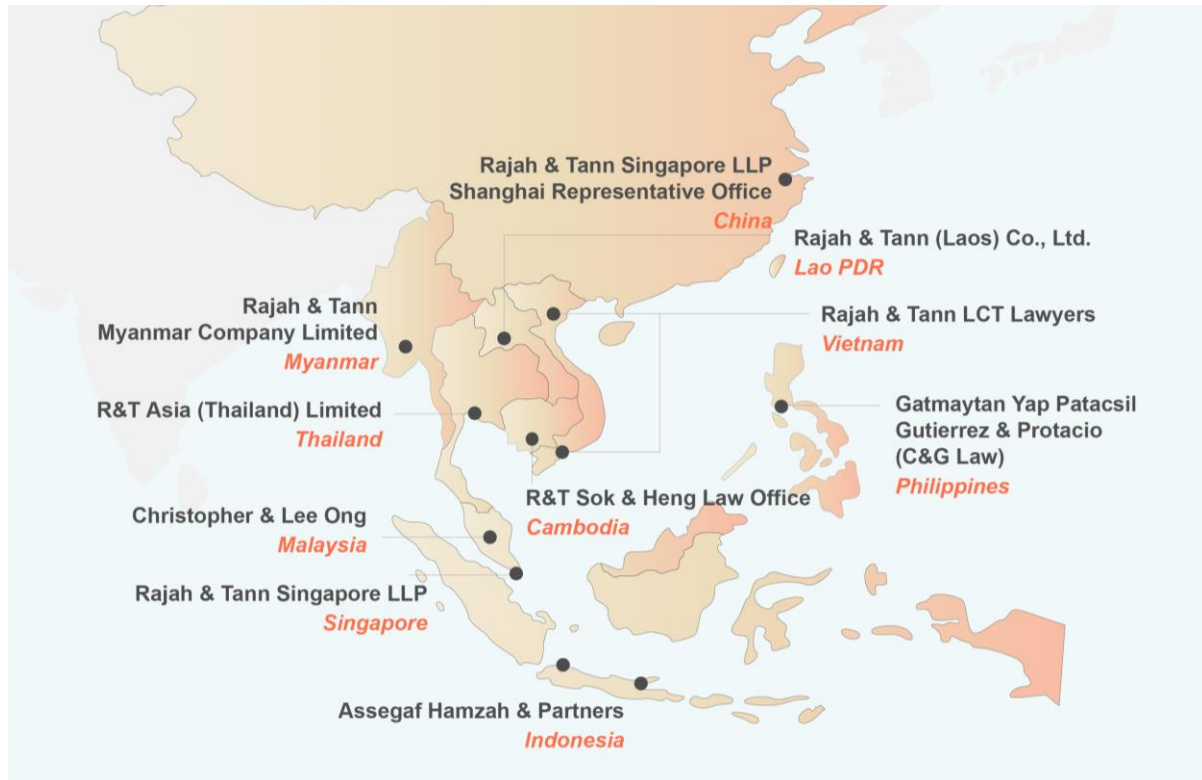 Rajah & Tann Singapore LLP
Shanghai Representative Office
China
Rajah & Tann (Laos) Co., Ltd.
Lao PDR
Rajah & Tann
Myanmar Company Limited
Myanmar
Rajah & Tann LCT Lawyers
Vietnam
R&T Asia (Thailand) Limited
Thailand
Gatmaytan Yap Patacsil
Gutierrez & Protacio
(C&G Law)
Philippines
R&T Sok & Heng Law Office
Cambodia
Christopher & Lee Ong
Malaysia
Rajah & Tann Singapore LLP
Singapore
Assegaf Hamzah & Partners
Indonesia